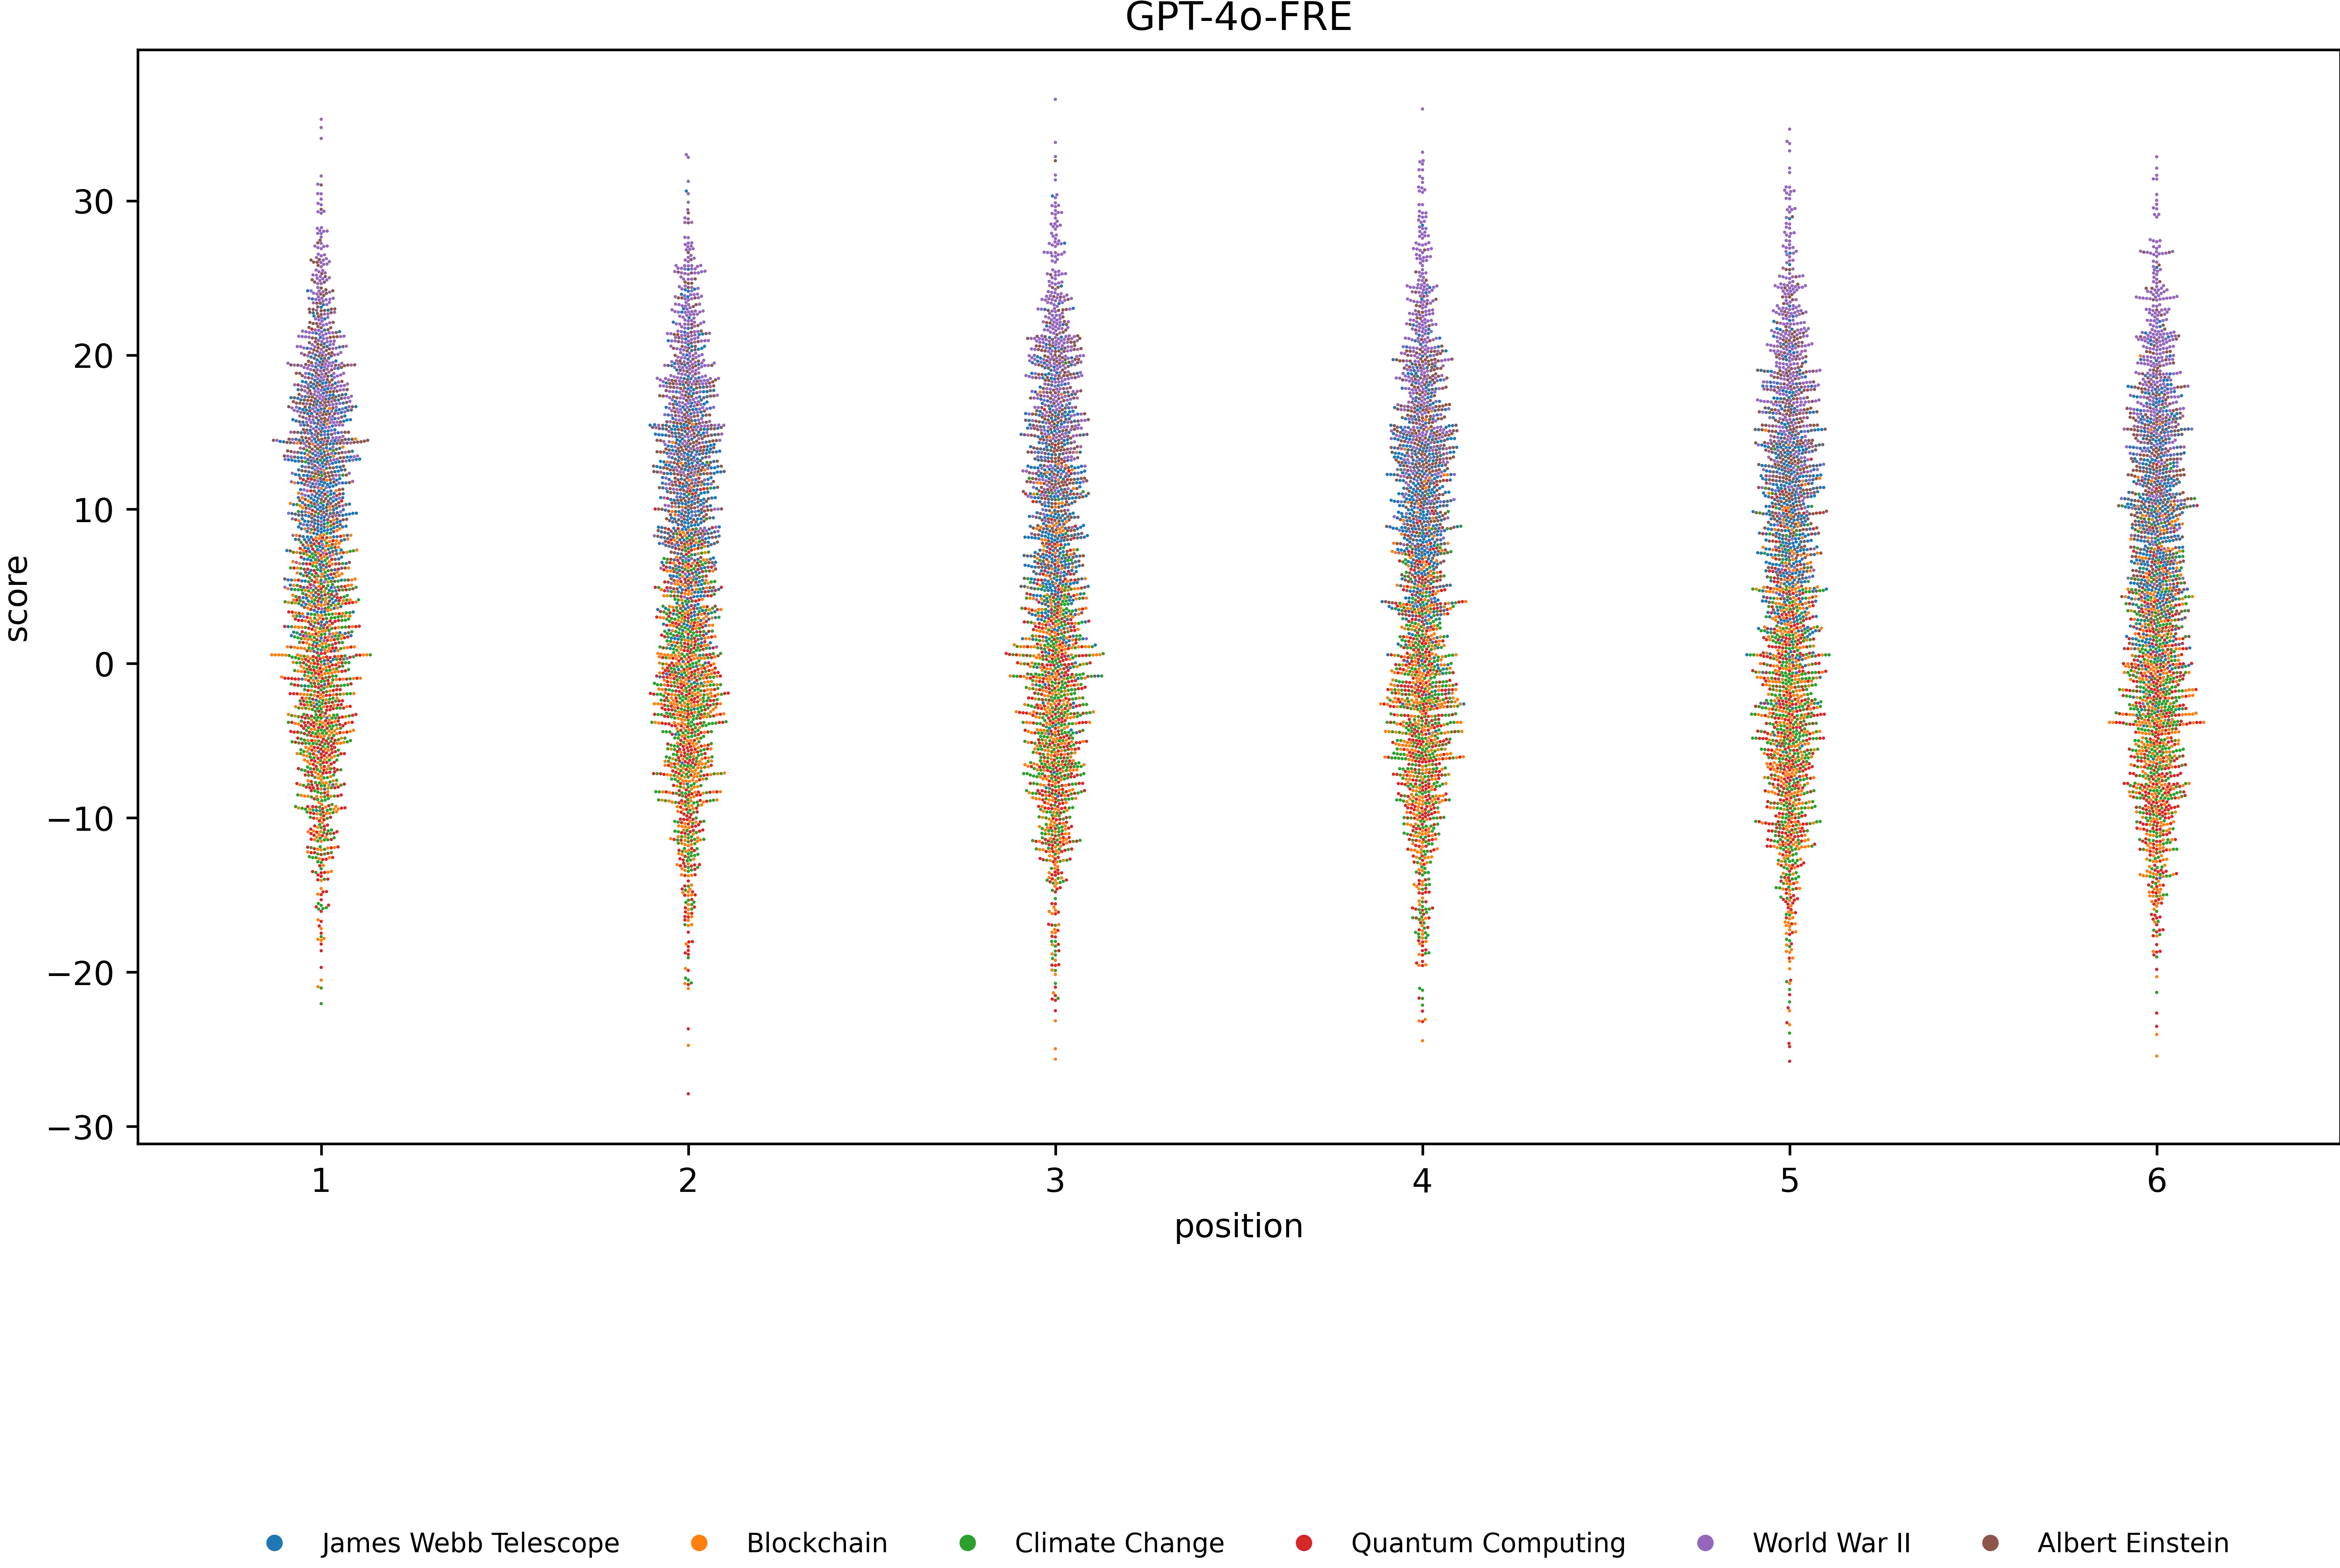 GPT-4o-FRE
score
30
20
10
0
−10
−20
−30
1 2 3 4 5 6
position
James Webb Telescope Blockchain Climate Change Quantum Computing World War II Albert Einstein